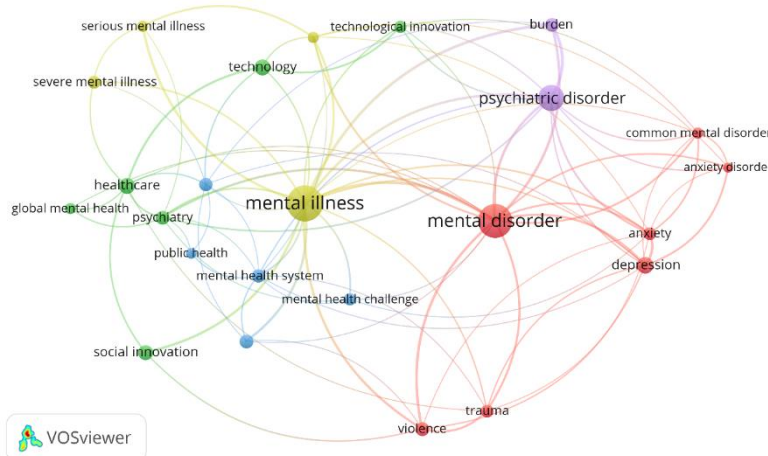 serious mental illness
technological innovation
burden
technology
severe mental illness
psychiatric disorder
common mental disorder
anxiety disorder
healthcare
mental illness
global mental health
psychiatry
mental disorder
anxiety
public health
depression
mental health system
mental health challenge
social innovation
trauma
violence
VOSviewer